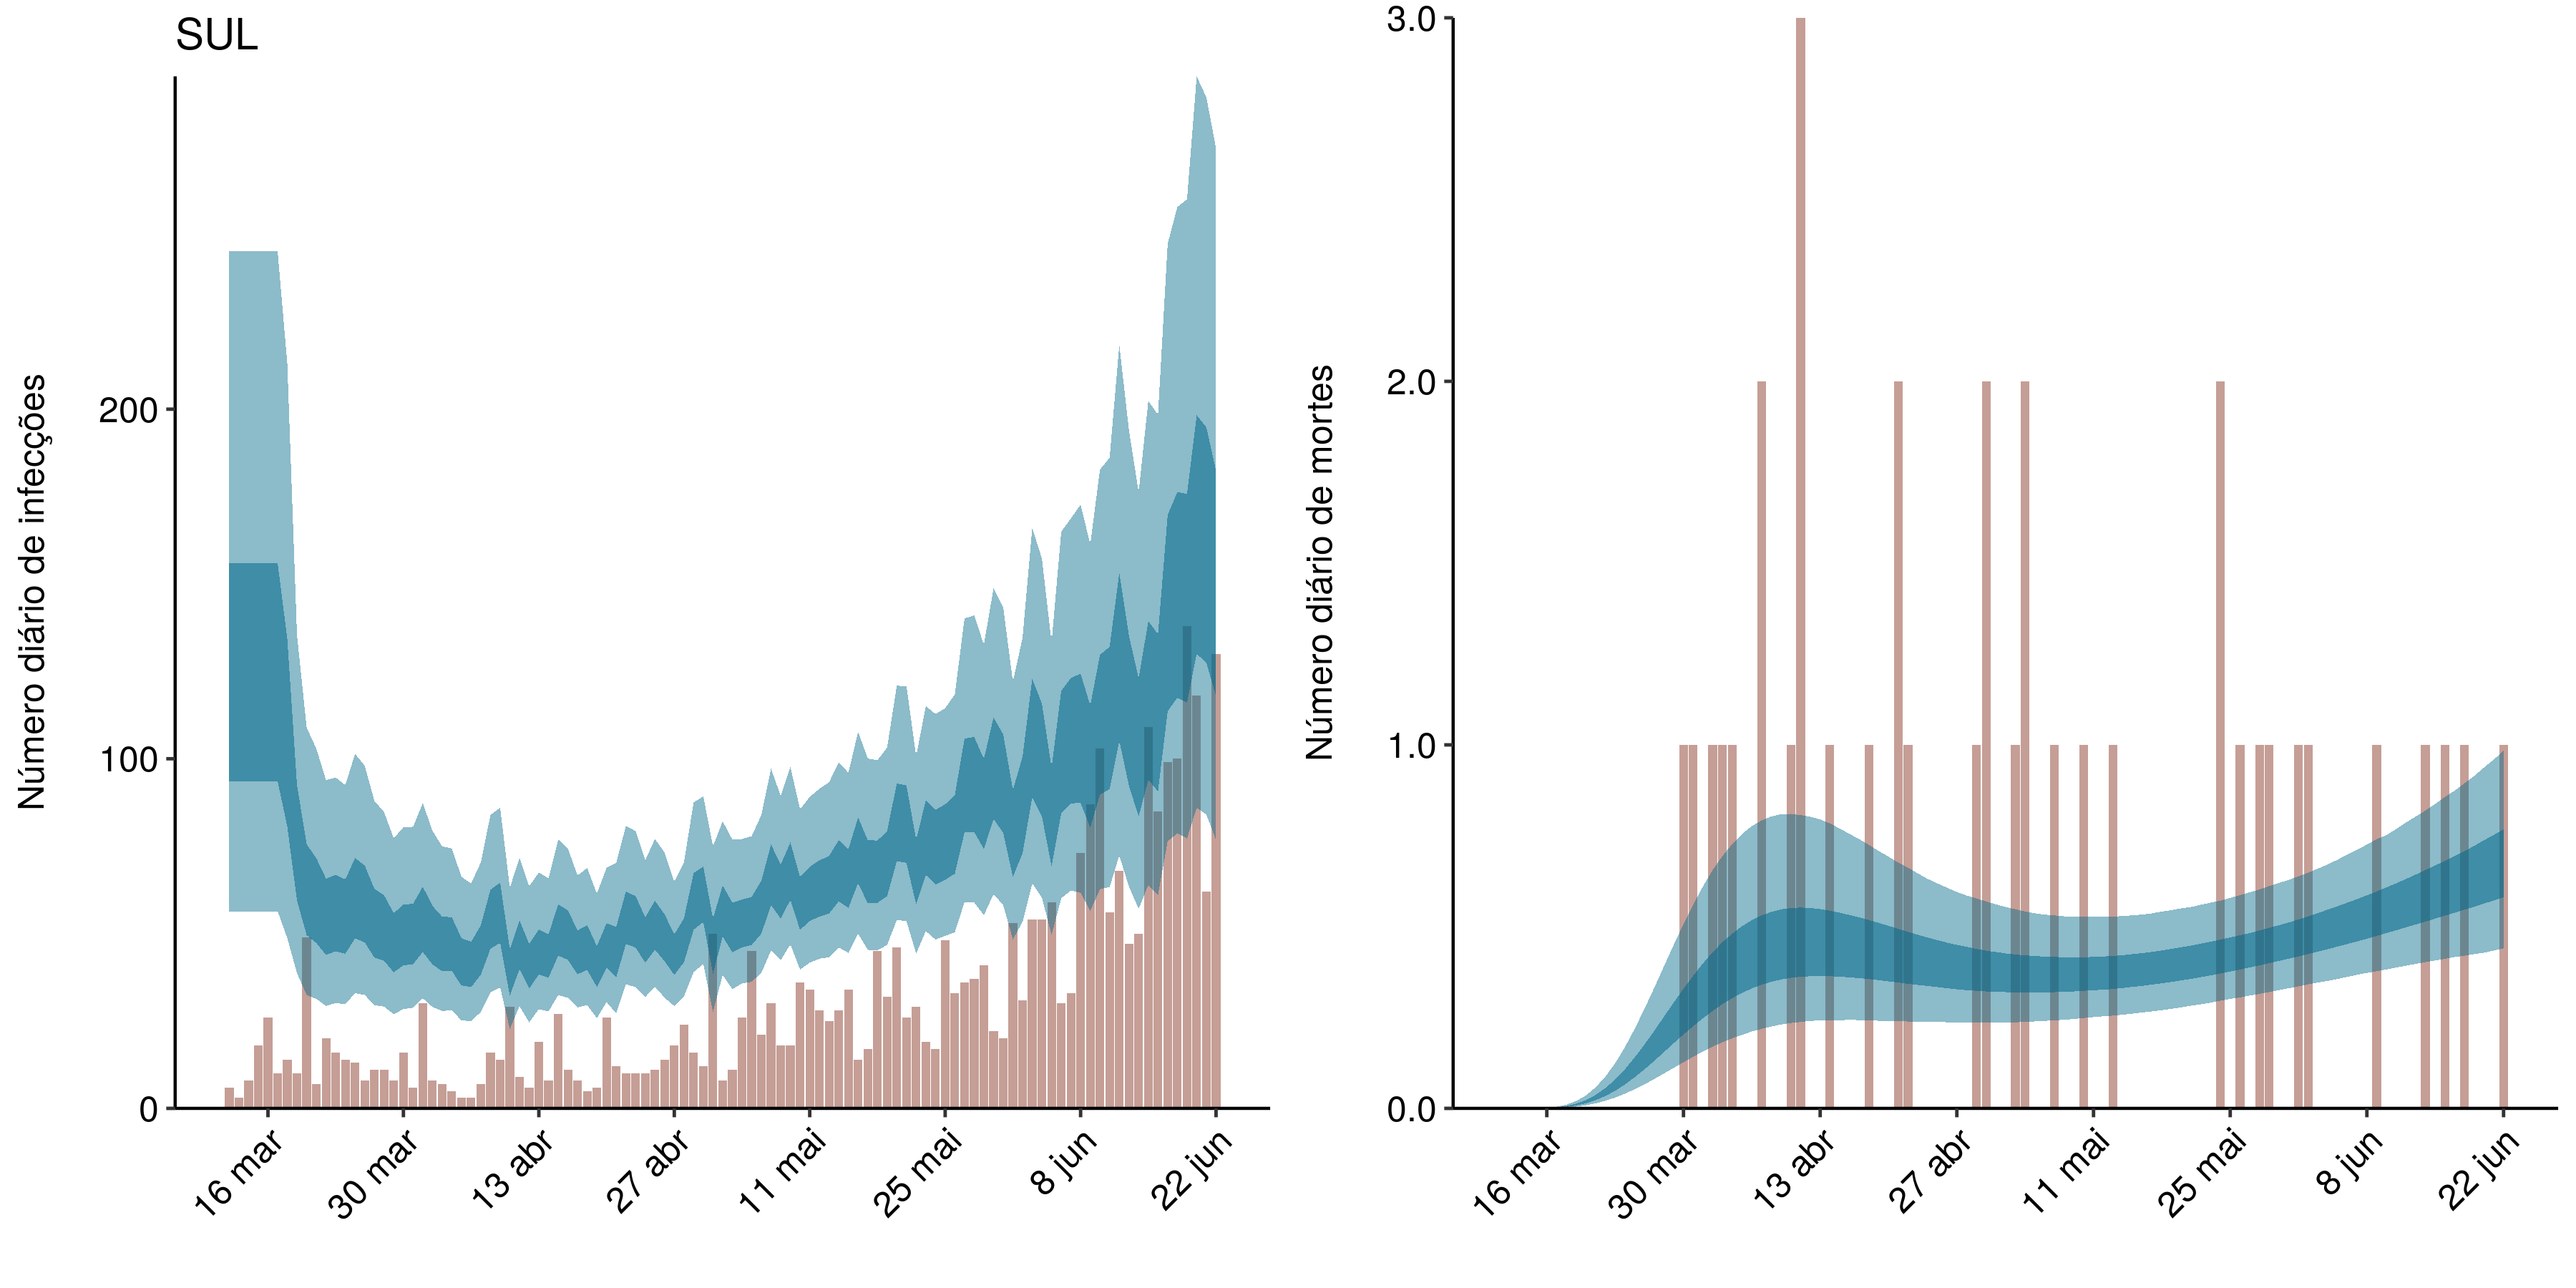 SUL
Número diário de infecções
200
100
0
16 mar
30 mar
13 abr
27 abr
11 mai
25 mai
8 jun
22 jun
Número diário de mortes
3.0
2.0
1.0
0.0
16 mar
30 mar
13 abr
27 abr
11 mai
25 mai
8 jun
22 jun